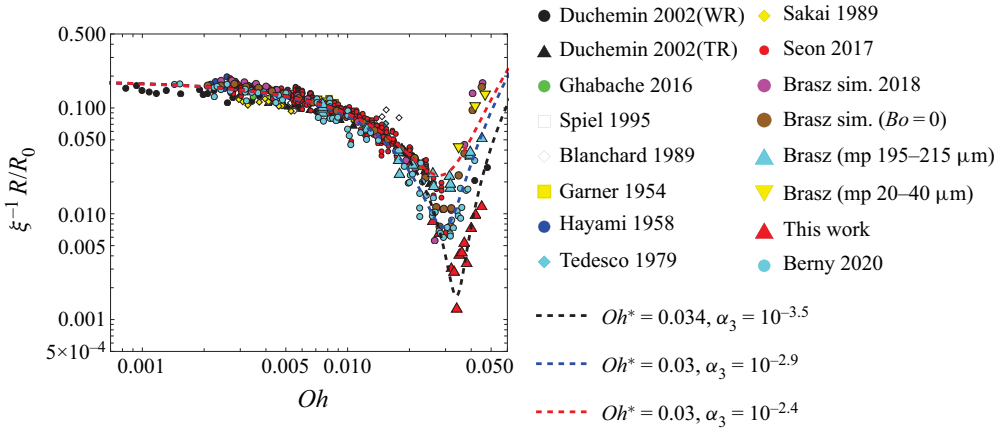 0.500
0.100
0.050
0.010
0.005
0.001
5×10⁻⁴
ξ⁻¹ R/R₀
0.001
0.005
0.010
0.050
Oh
Duchemin 2002(WR)
Duchemin 2002(TR)
Ghabache 2016
Spiel 1995
Blanchard 1989
Garner 1954
Hayami 1958
Tedesco 1979
Sakai 1989
Seon 2017
Brasz sim. 2018
Brasz sim. (Bo = 0)
Brasz (mp 195–215 μm)
Brasz (mp 20–40 μm)
This work
Berny 2020
Oh* = 0.034, α₃ = 10⁻³·⁵
Oh* = 0.03, α₃ = 10⁻²·⁹
Oh* = 0.03, α₃ = 10⁻²·⁴